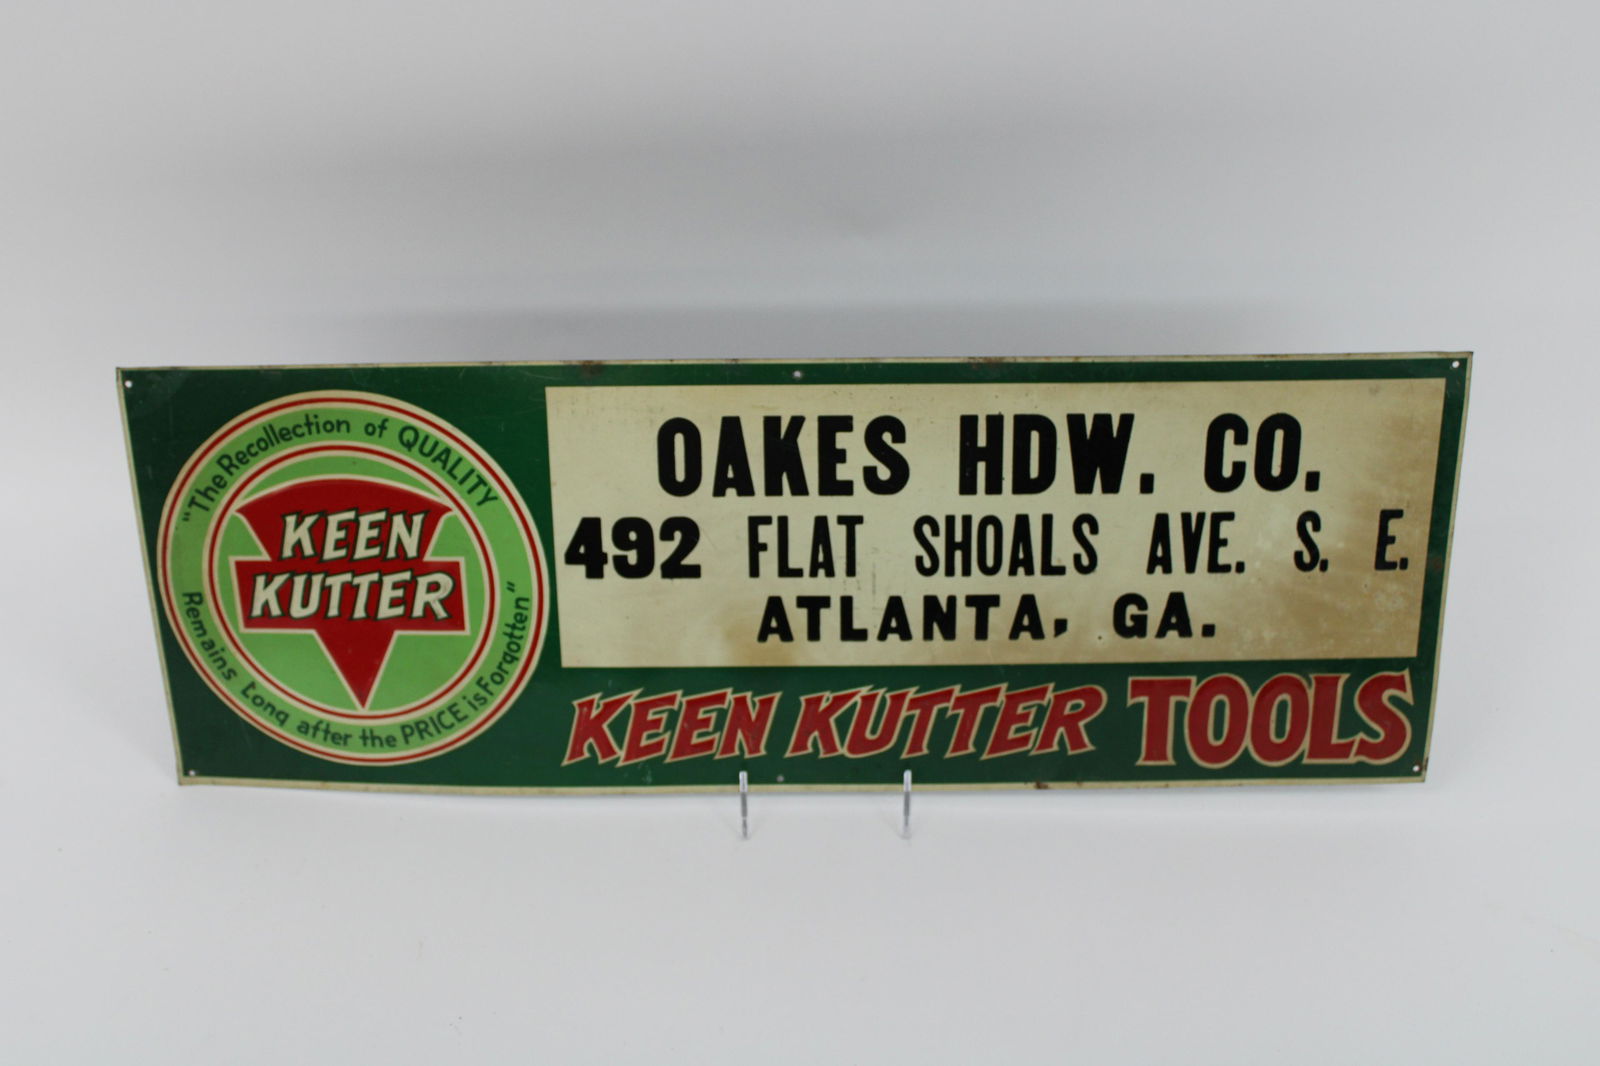 "The Recollection of QUALITY
Remains Long after the PRICE is Forgotten"
KEEN
KUTTER
OAKES HDW. CO.
492 FLAT SHOALS AVE. S. E.
ATLANTA, GA.
KEEN KUTTER TOOLS